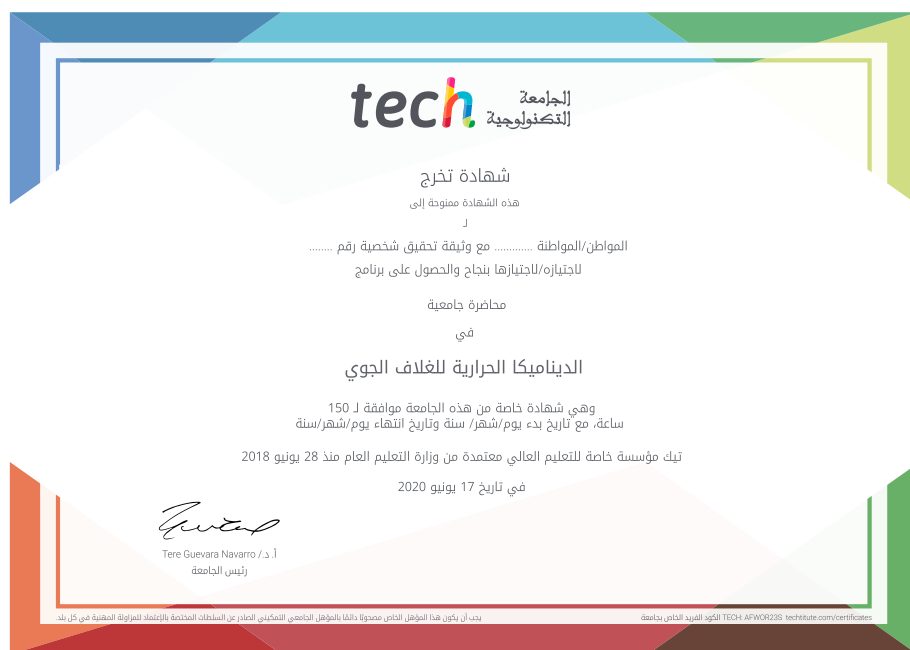 tech الجامعة
التكنولوجية
شهادة تخرج
هذه الشهادة ممنوحة إلى
لـ
المواطن/المواطنة ............. مع وثيقة تحقيق شخصية رقم ........
لاجتيازه/لاجتيازها بنجاح والحصول على برنامج
محاضرة جامعية
في
الديناميكا الحرارية للغلاف الجوي
وهي شهادة خاصة من هذه الجامعة موافقة لـ 150
ساعة، مع تاريخ بدء يوم/شهر/ سنة وتاريخ انتهاء يوم/شهر/سنة
تيك مؤسسة خاصة للتعليم العالي معتمدة من وزارة التعليم العام منذ 28 يونيو 2018
في تاريخ 17 يونيو 2020
أ. د./ Tere Guevara Navarro
رئيس الجامعة
يجب أن يكون هذا المؤهل الخاص مصحوبًا دائمًا بالمؤهل الجامعي التمكيني الصادر عن السلطات المختصة بالإعتماد للمزاولة المهنية في كل بلد.
الكود الفريد الخاص بجامعة TECH: AFWOR23S techtitute.com/certificates